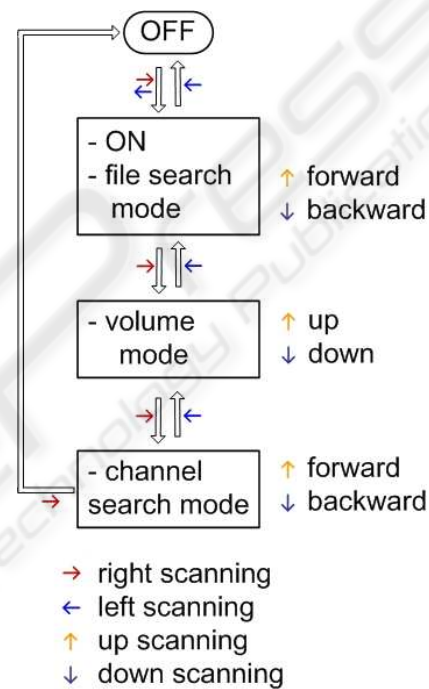 OFF
→
←
←
- ON
- file search
mode
↑ forward
↓ backward
→
←
- volume
mode
↑ up
↓ down
→
←
- channel
search mode
↑ forward
↓ backward
→
→ right scanning
← left scanning
↑ up scanning
↓ down scanning